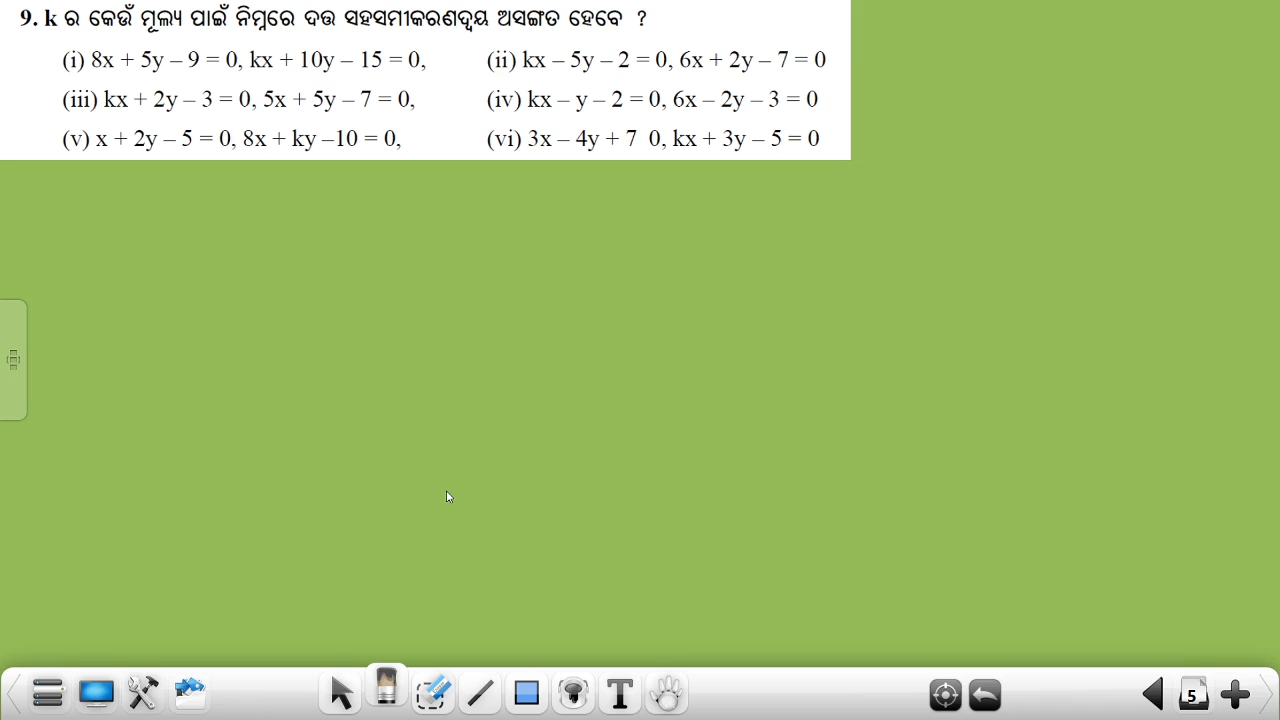 9. k ର କେଉଁ ମୂଲ୍ୟ ପାଇଁ ନିମ୍ନରେ ଦତ୍ତ ସହସମୀକରଣଦ୍ୱୟ ଅସଙ୍ଗତ ହେବେ ?
(i) 8x + 5y – 9 = 0, kx + 10y – 15 = 0, (ii) kx – 5y – 2 = 0, 6x + 2y – 7 = 0
(iii) kx + 2y – 3 = 0, 5x + 5y – 7 = 0, (iv) kx – y – 2 = 0, 6x – 2y – 3 = 0
(v) x + 2y – 5 = 0, 8x + ky –10 = 0, (vi) 3x – 4y + 7 0, kx + 3y – 5 = 0
T
5